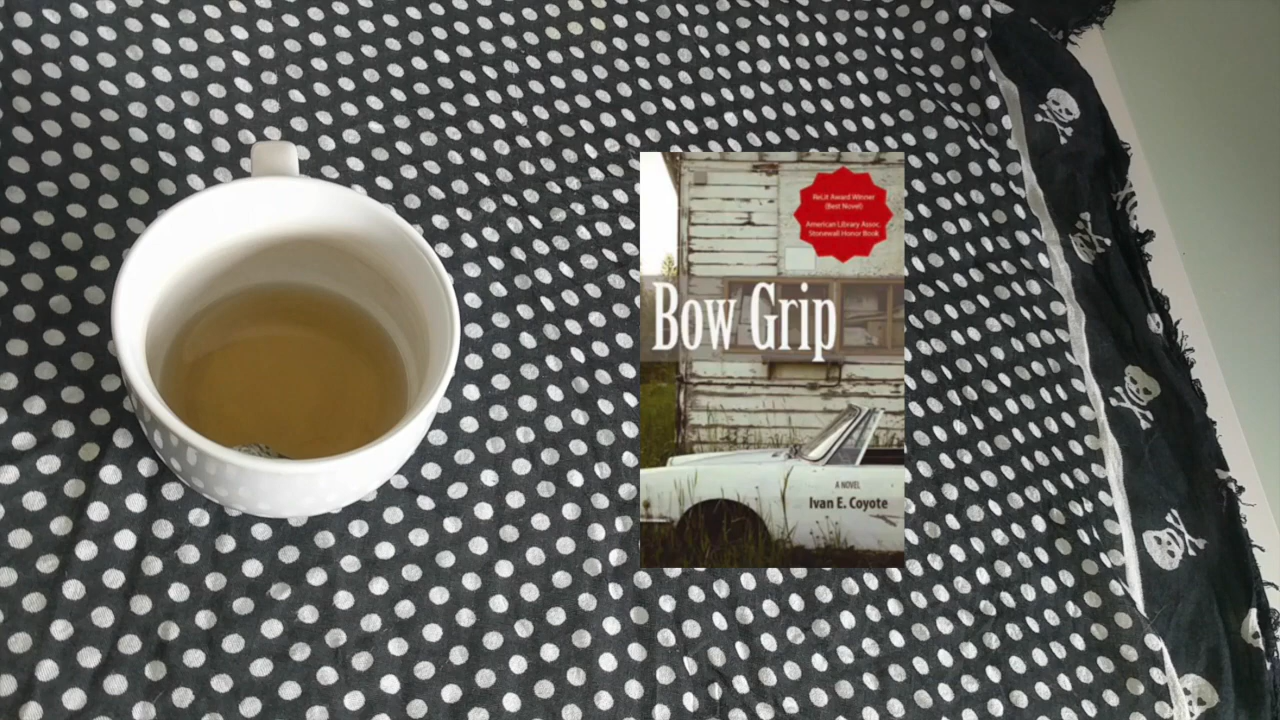 ReLit Award Winner
(Best Novel)
American Library Assoc.
Stonewall Honor Book
Bow Grip
A NOVEL
Ivan E. Coyote